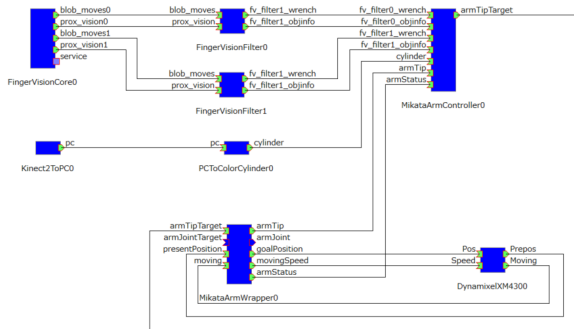 blob_moves0
prox_vision0
blob_moves1
prox_vision1
service
FingerVisionCore0
blob_moves
prox_vision
fv_filter1_wrench
fv_filter1_objinfo
FingerVisionFilter0
blob_moves
prox_vision
fv_filter1_wrench
fv_filter1_objinfo
FingerVisionFilter1
fv_filter0_wrench
fv_filter0_objinfo
fv_filter1_wrench
fv_filter1_objinfo
cylinder
armTip
armStatus
armTipTarget
MikataArmController0
pc
Kinect2ToPC0
pc
cylinder
PCToColorCylinder0
armTipTarget
armJointTarget
presentPosition
moving
armTip
armJoint
goalPosition
movingSpeed
armStatus
MikataArmWrapper0
Pos
Speed
Prepos
Moving
DynamixelXM4300